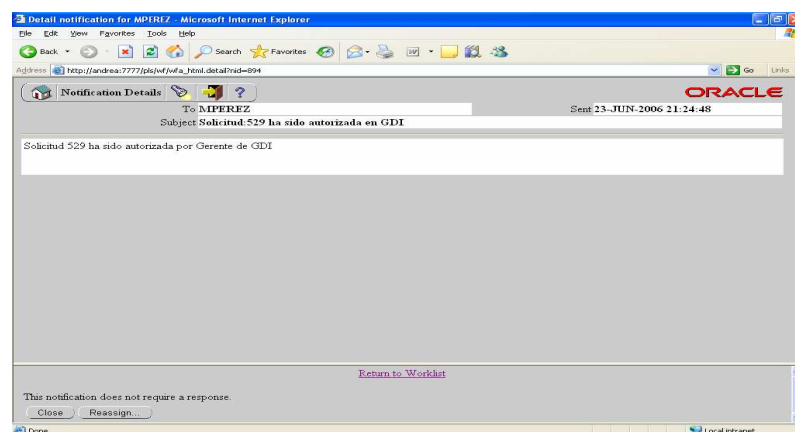 Detail notification for MPEREZ - Microsoft Internet Explorer
File Edit View Favorites Tools Help
Back Search Favorites
Address http://andrea:7777/pls/wf/wfa_html.detail?nid=894 Go Links
Notification Details ? ORACLE
To MPEREZ Sent 23-JUN-2006 21:24:48
Subject Solicitud:529 ha sido autorizada en GDI
Solicitud 529 ha sido autorizada por Gerente de GDI
Return to Worklist
This notification does not require a response.
Close Reassign...
Done Local intranet